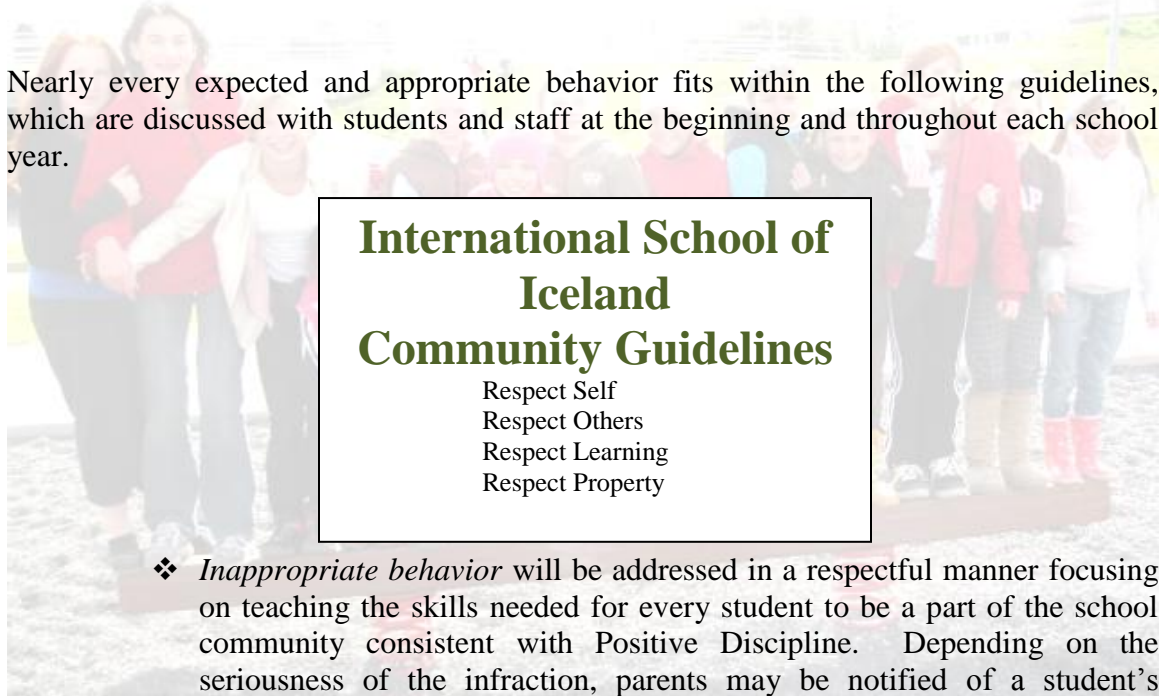 Nearly every expected and appropriate behavior fits within the following guidelines,
which are discussed with students and staff at the beginning and throughout each school
year.
International School of
Iceland
Community Guidelines
Respect Self
Respect Others
Respect Learning
Respect Property
❖ Inappropriate behavior will be addressed in a respectful manner focusing
on teaching the skills needed for every student to be a part of the school
community consistent with Positive Discipline. Depending on the
seriousness of the infraction, parents may be notified of a student's